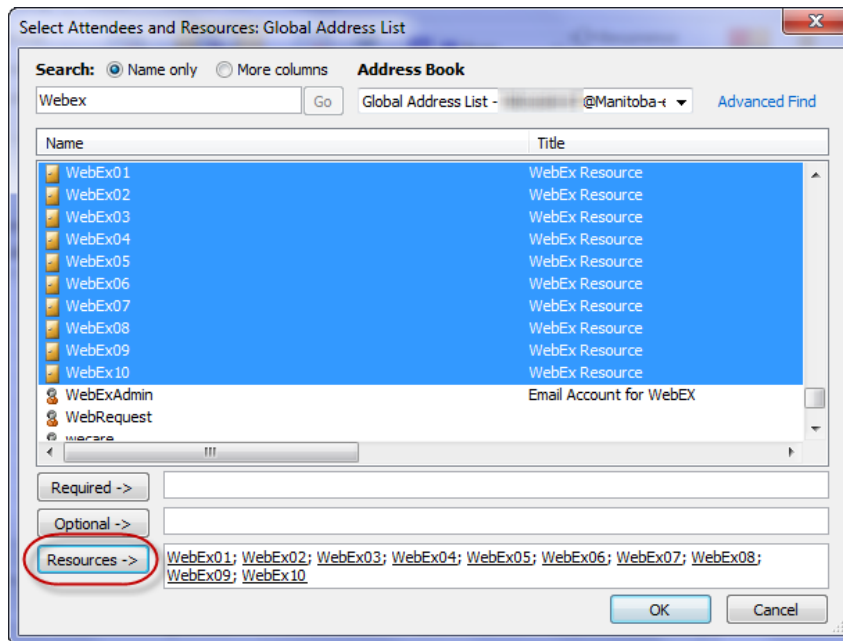 Select Attendees and Resources: Global Address List
Search: Name only More columns Address Book
Webex Go Global Address List - @Manitoba-e Advanced Find
Name Title
WebEx01 WebEx Resource
WebEx02 WebEx Resource
WebEx03 WebEx Resource
WebEx04 WebEx Resource
WebEx05 WebEx Resource
WebEx06 WebEx Resource
WebEx07 WebEx Resource
WebEx08 WebEx Resource
WebEx09 WebEx Resource
WebEx10 WebEx Resource
WebExAdmin Email Account for WebEX
WebRequest
wecare
Required ->
Optional ->
Resources -> WebEx01; WebEx02; WebEx03; WebEx04; WebEx05; WebEx06; WebEx07; WebEx08;
WebEx09; WebEx10
OK Cancel